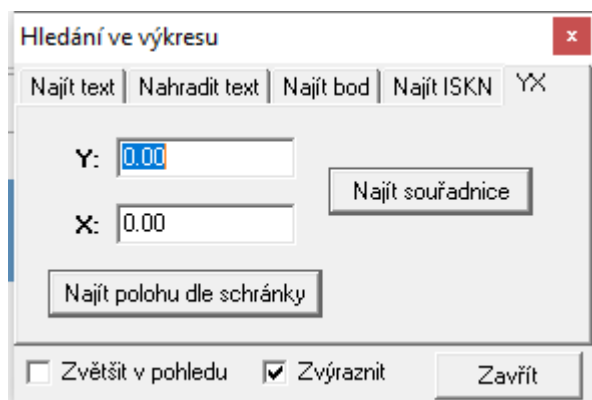 Hledání ve výkresu
Najít text Nahradit text Najít bod Najít ISKN YX
Y: 0.00
Najít souřadnice
X: 0.00
Najít polohu dle schránky
Zvětšit v pohledu Zvýraznit Zavřít